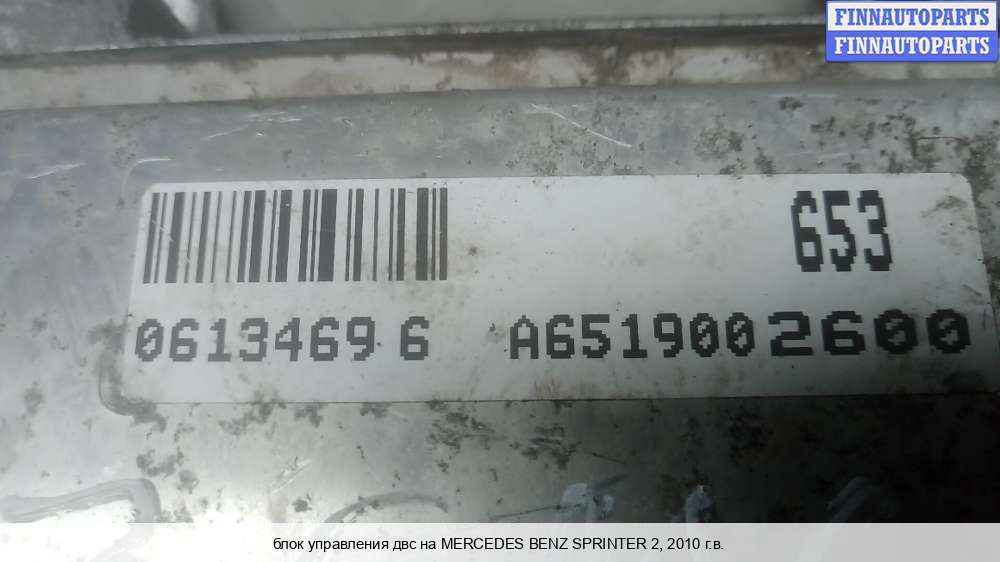 FINNAUTOPARTS
FINNAUTOPARTS
653
0613469 6 A6519002600
блок управления двс на MERCEDES BENZ SPRINTER 2, 2010 г.в.